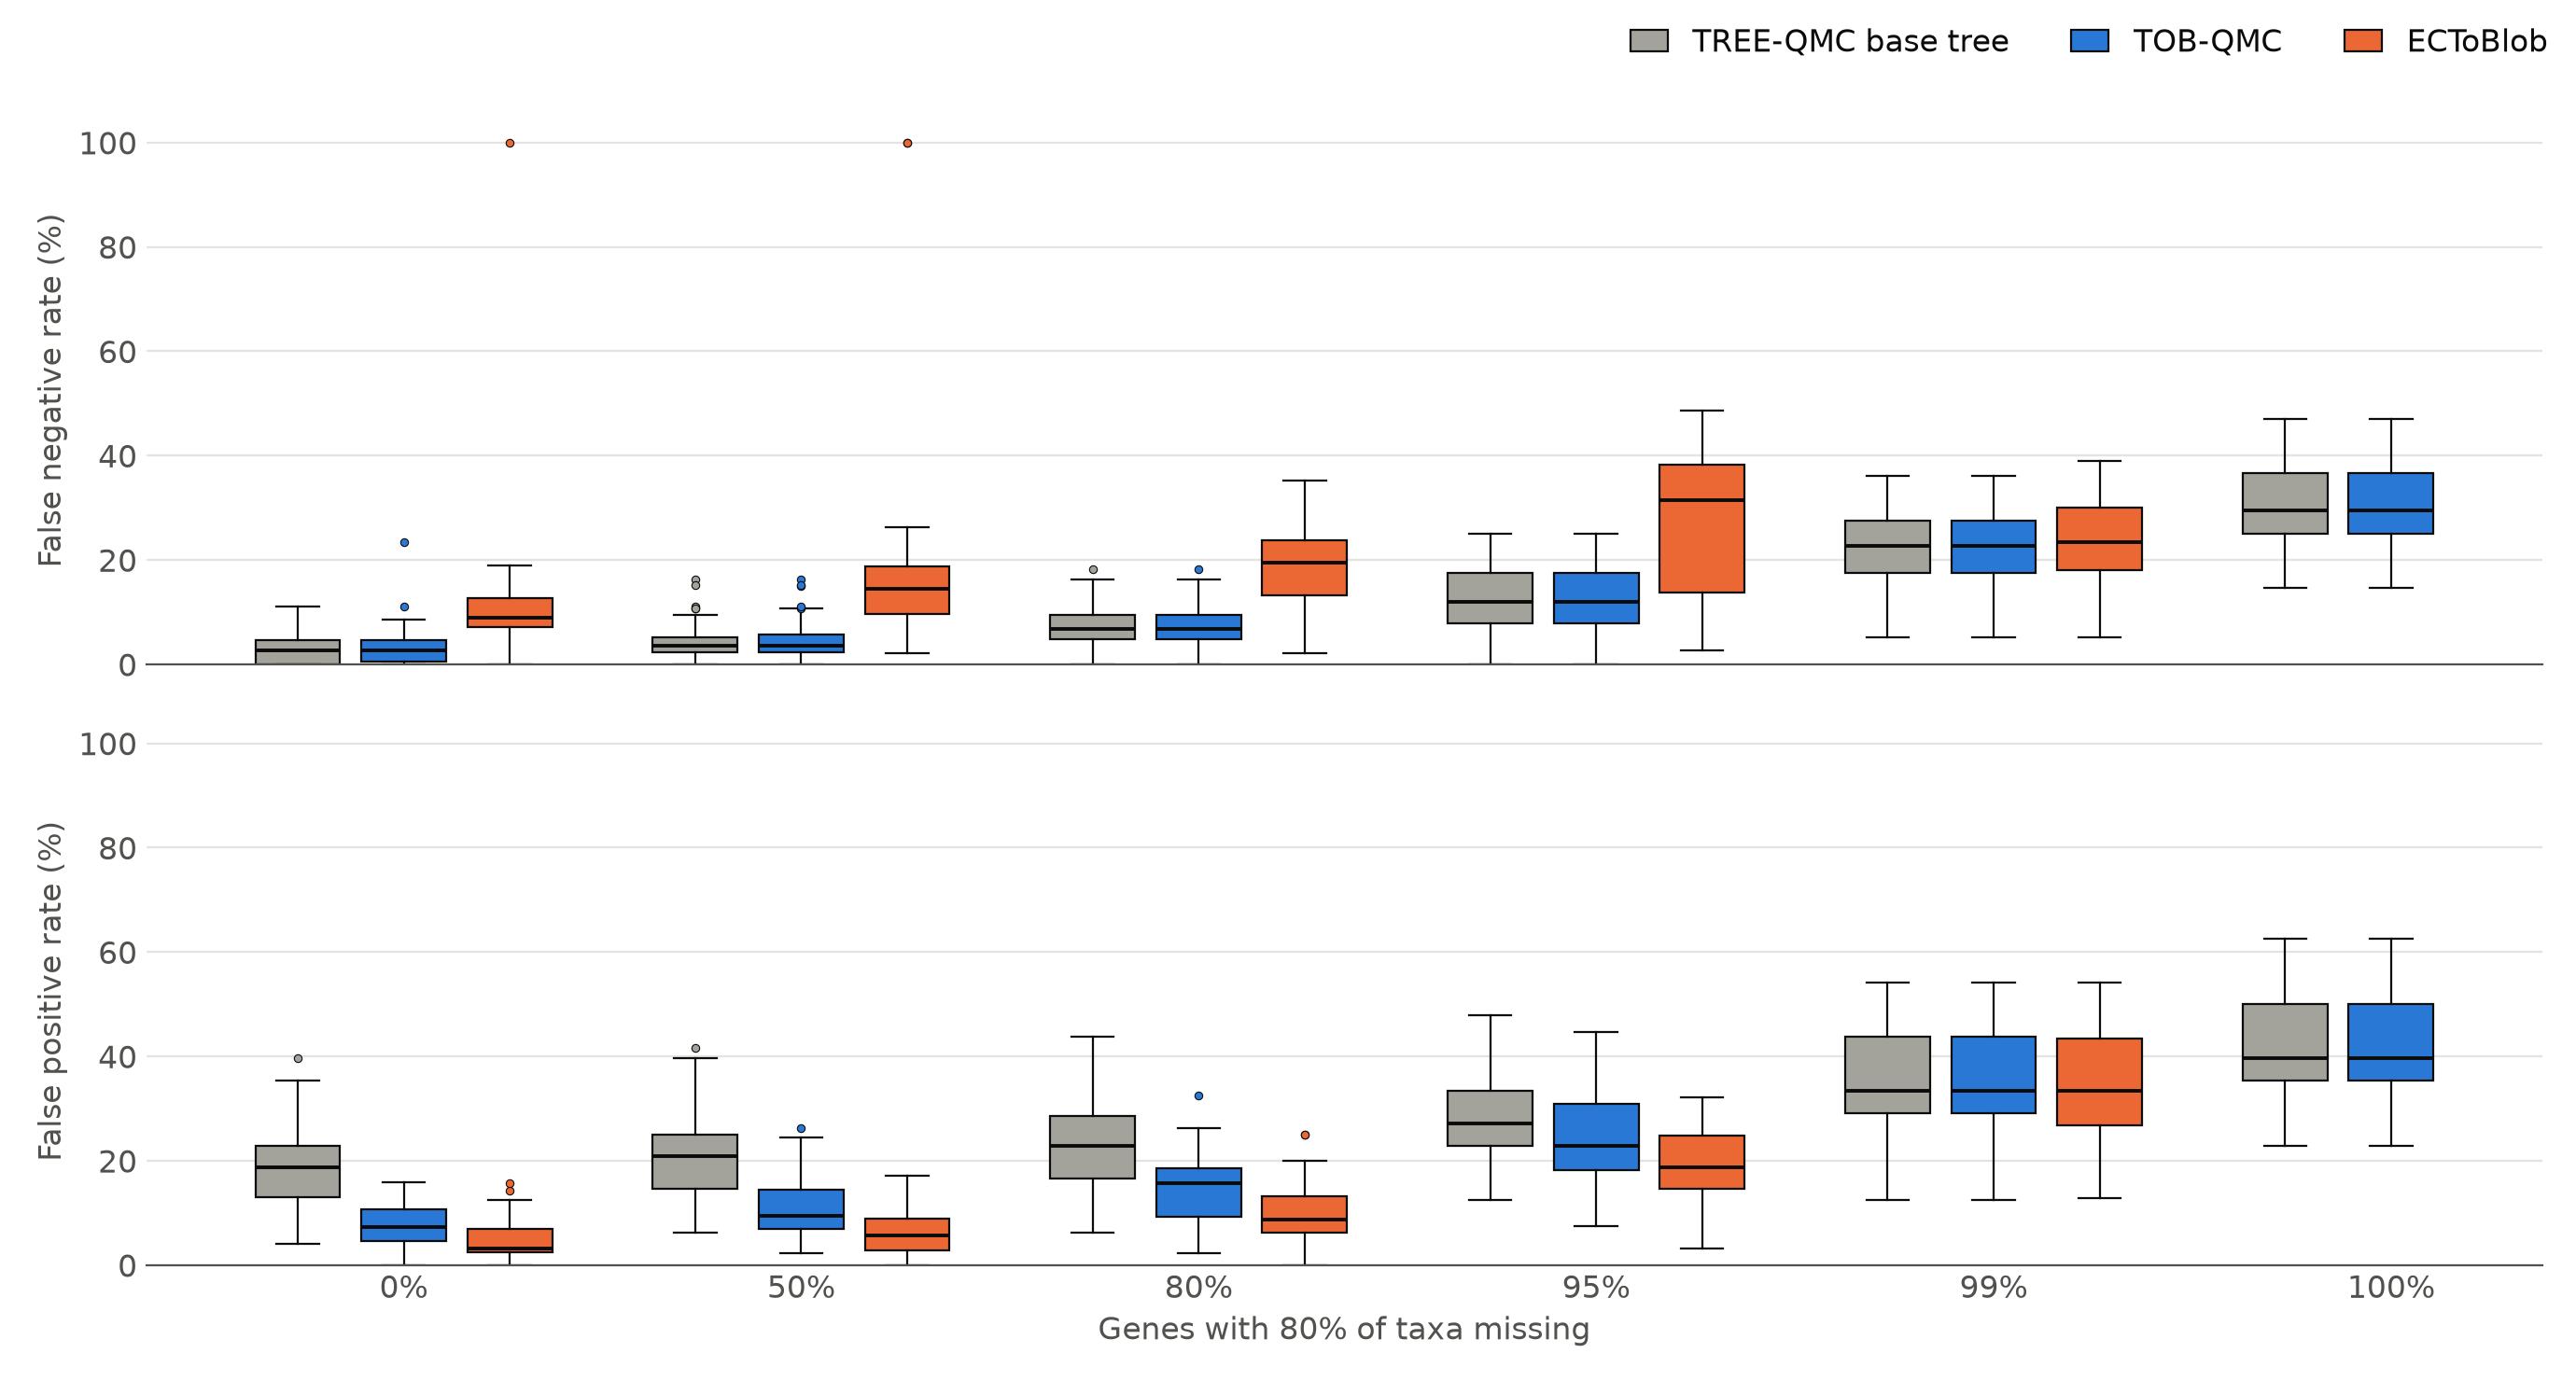 TREE-QMC base tree TOB-QMC ECToBlob
False negative rate (%)
100
80
60
40
20
0
False positive rate (%)
100
80
60
40
20
0
0% 50% 80% 95% 99% 100%
Genes with 80% of taxa missing